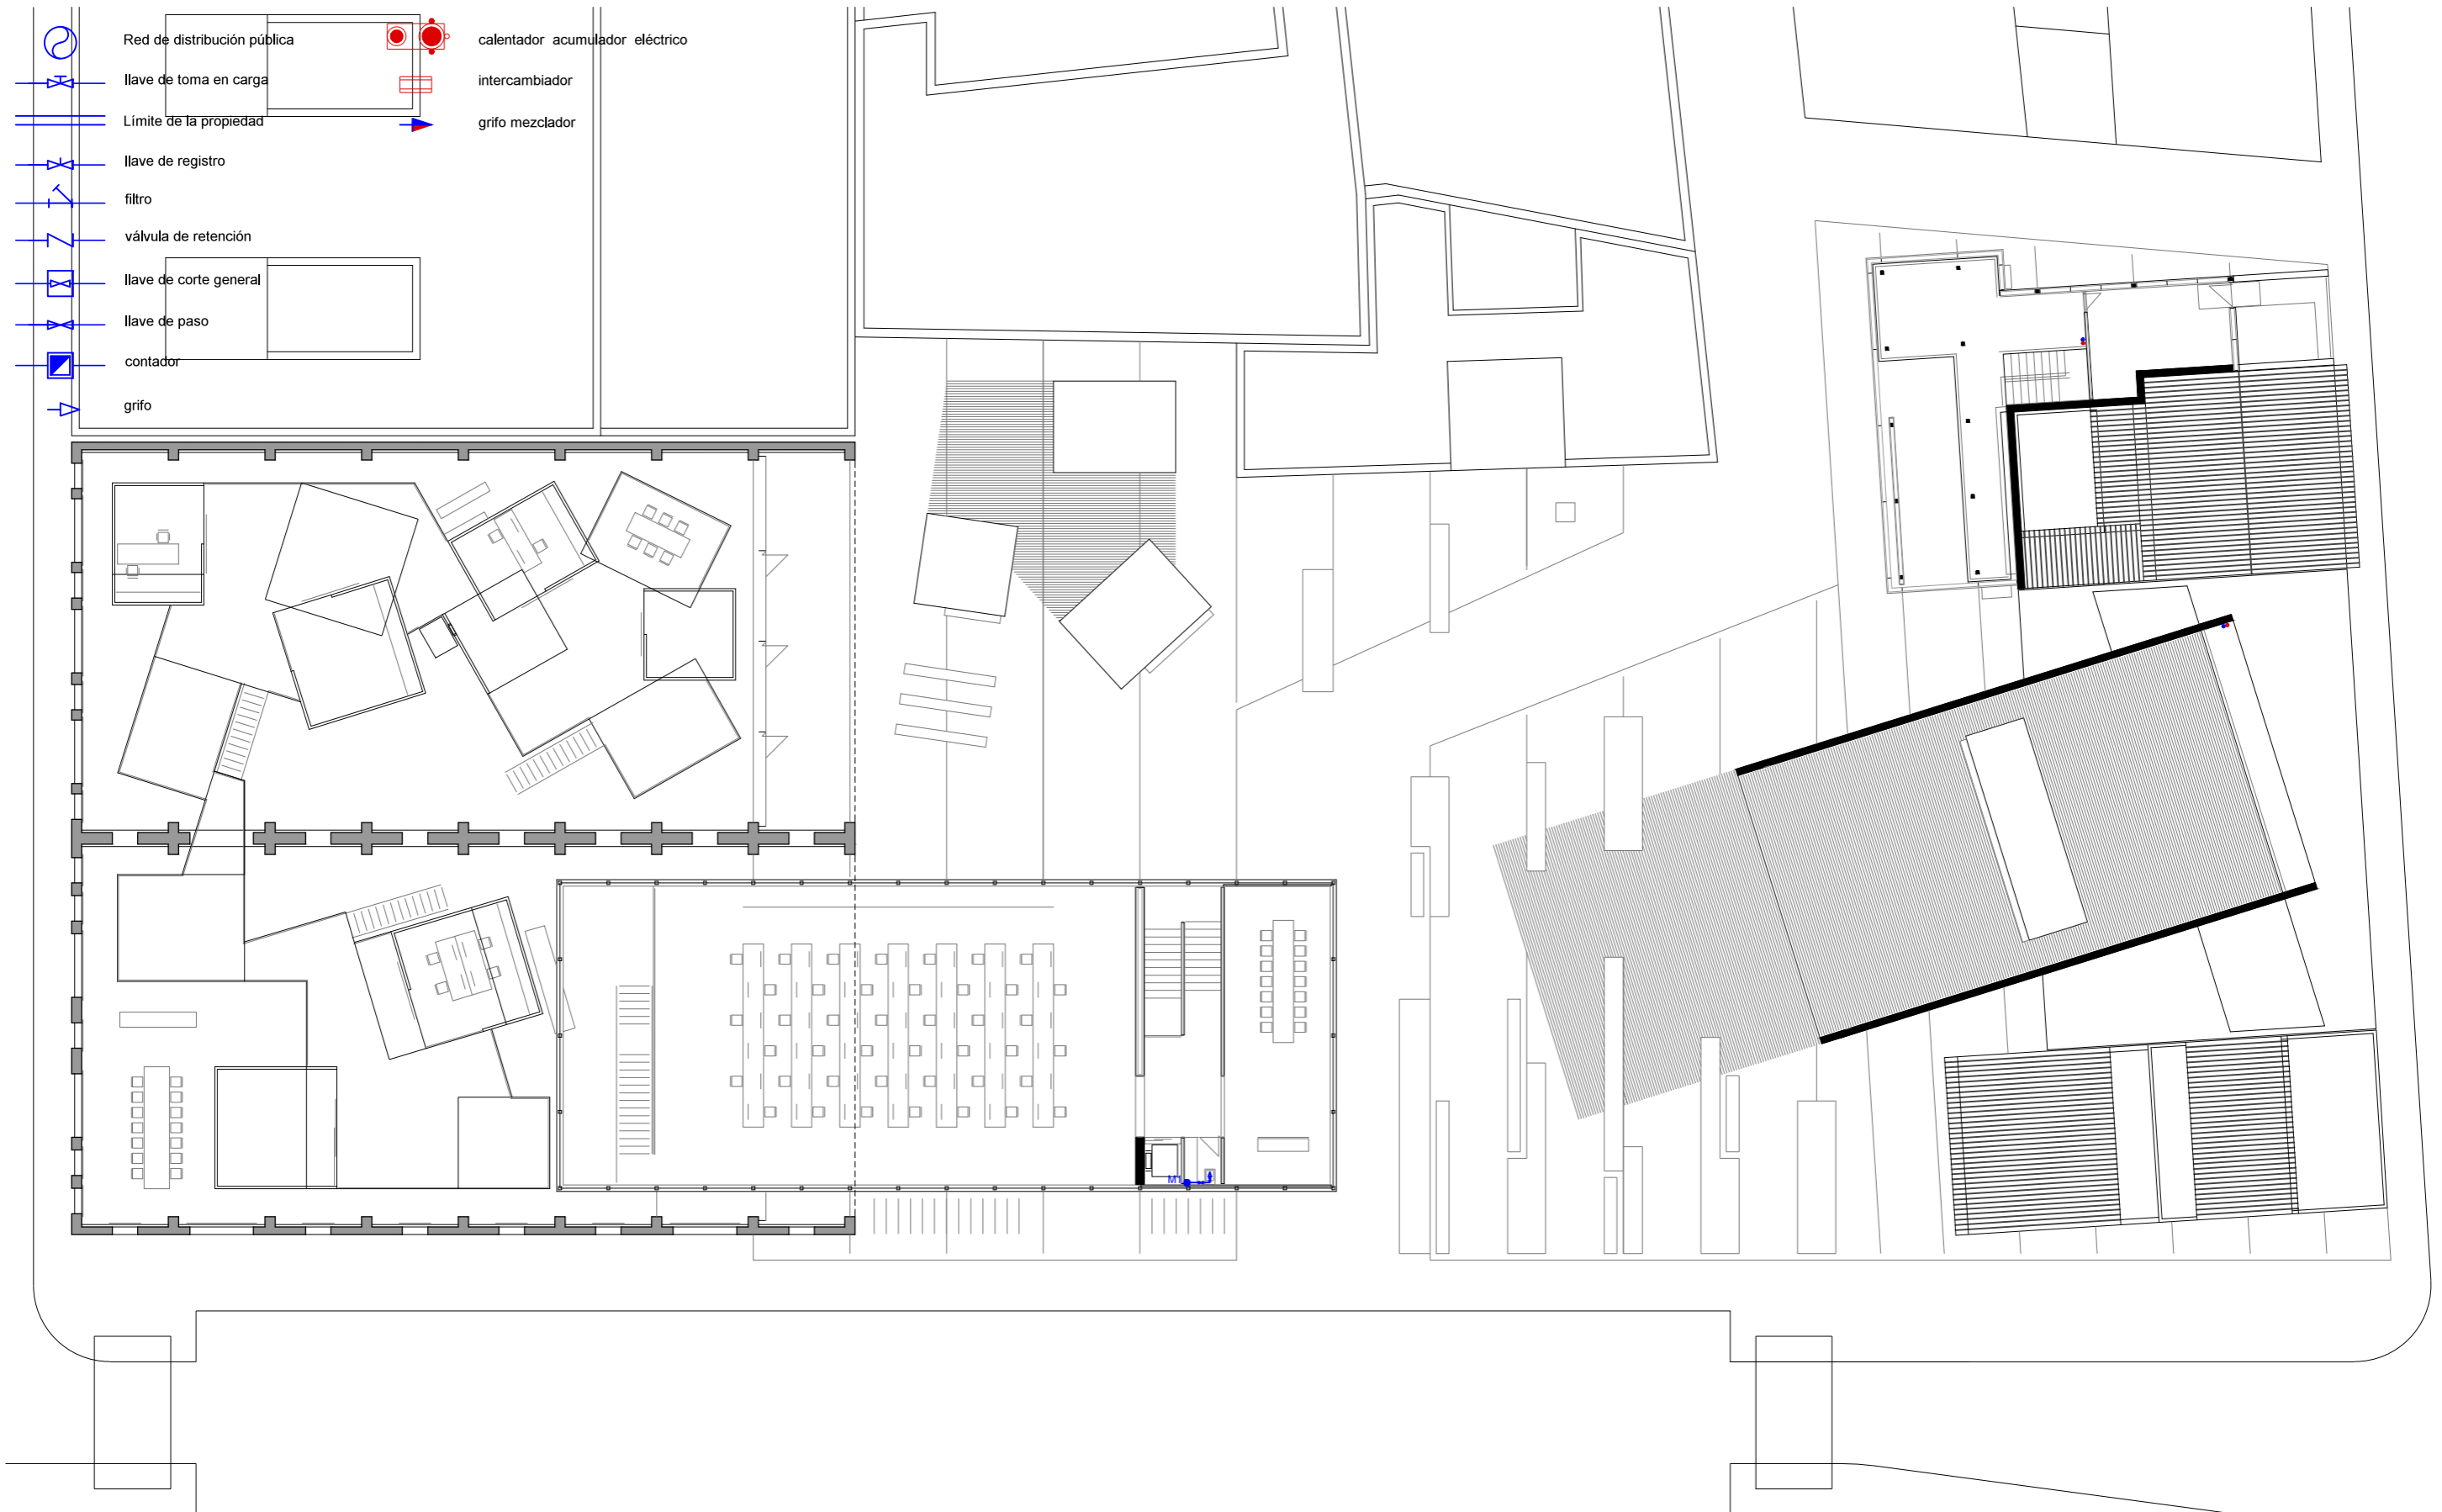 Red de distribución pública
llave de toma en carga
Límite de la propiedad
llave de registro
filtro
válvula de retención
llave de corte general
llave de paso
contador
grifo
calentador acumulador eléctrico
intercambiador
grifo mezclador